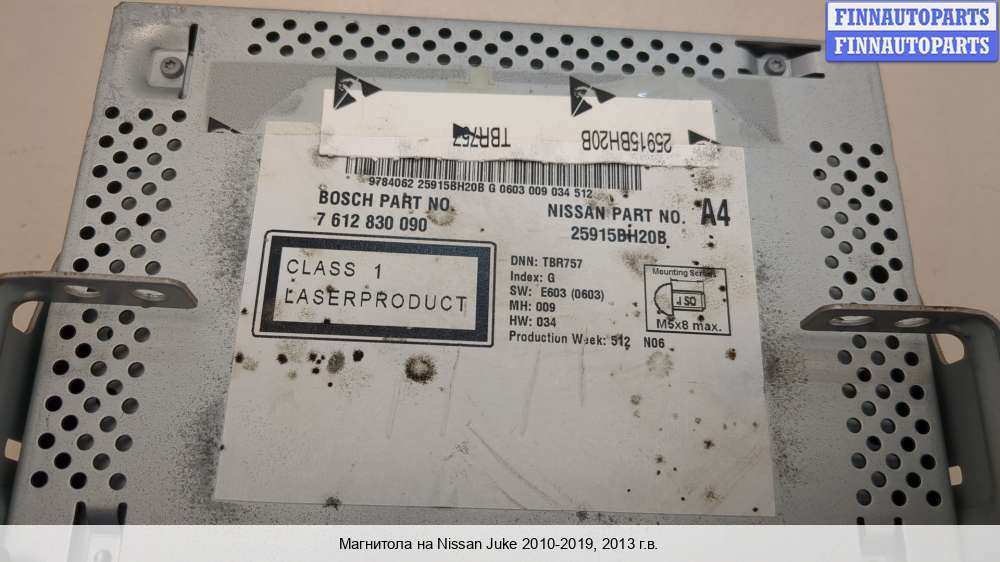 FINNAUTOPARTS
FINNAUTOPARTS
TBR757
25915BH20B
25915BH20B
9784062 25915BH20B G 0603 009 034 512
BOSCH PART NO.
7 612 830 090
NISSAN PART NO. A4
25915BH20B
CLASS 1
LASERPRODUCT
DNN: TBR757
Index: G
SW: E603 (0603)
MH: 009
HW: 034
Production Week: 512 N06
Mounting Screws
M5x8 max.
Магнитола на Nissan Juke 2010-2019, 2013 г.в.